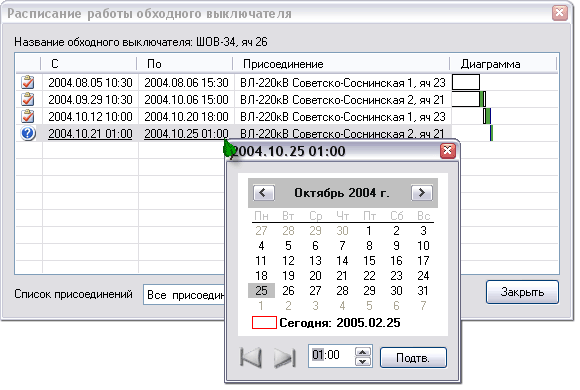 Расписание работы обходного выключателя
Название обходного выключателя: ШОВ-34, яч 26
С По Присоединение Диаграмма
2004.08.05 10:30 2004.08.06 15:30 ВЛ-220кВ Советско-Соснинская 1, яч 23
2004.09.29 10:30 2004.10.06 15:00 ВЛ-220кВ Советско-Соснинская 2, яч 21
2004.10.12 10:00 2004.10.20 18:00 ВЛ-220кВ Советско-Соснинская 1, яч 23
2004.10.21 01:00 2004.10.25 01:00 ВЛ-220кВ Советско-Соснинская 2, яч 21
2004.10.25 01:00
Октябрь 2004 г.
Пн Вт Ср Чт Пт Сб Вс
27 28 29 30 1 2 3
4 5 6 7 8 9 10
11 12 13 14 15 16 17
18 19 20 21 22 23 24
25 26 27 28 29 30 31
1 2 3 4 5 6 7
Сегодня: 2005.02.25
01:00 Подтв.
Список присоединений Все присоедин
Закрыть